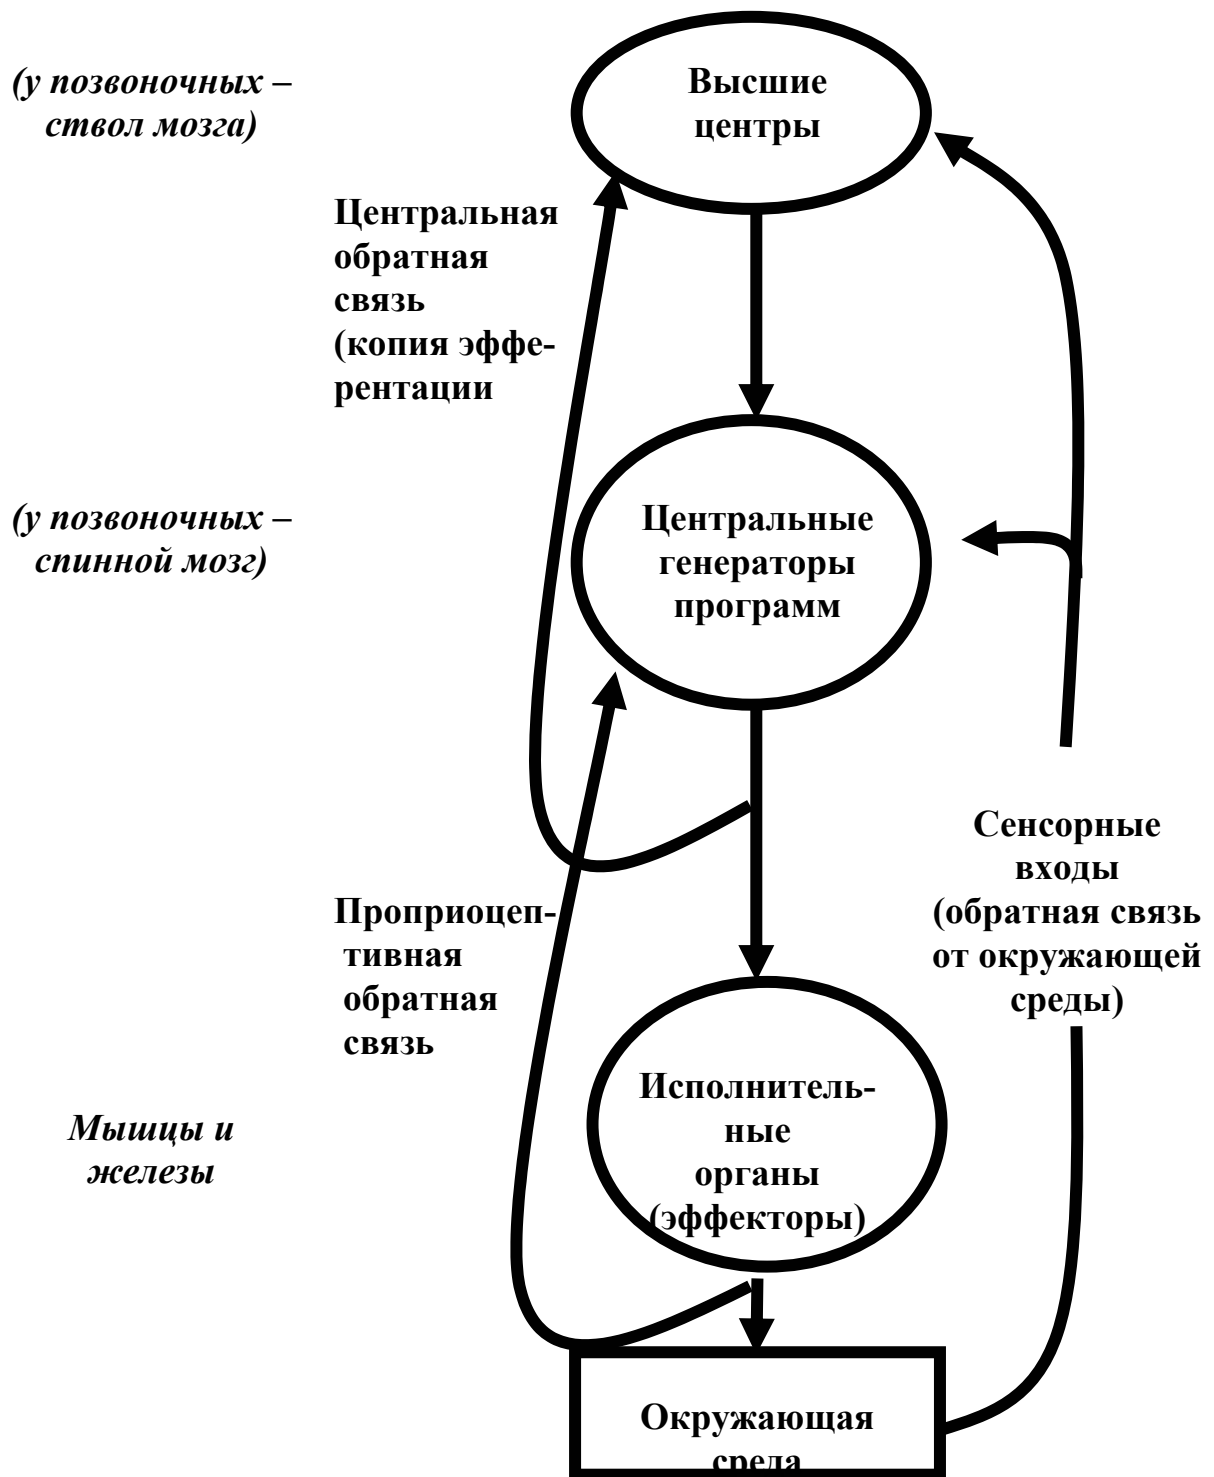 (у позвоночных –
ствол мозга)
Высшие
центры
Центральная
обратная
связь
(копия эффе-
рентации
(у позвоночных –
спинной мозг)
Центральные
генераторы
программ
Сенсорные
входы
(обратная связь
от окружающей
среды)
Проприоцеп-
тивная
обратная
связь
Мышцы и
железы
Исполнитель-
ные
органы
(эффекторы)
Окружающая
среда